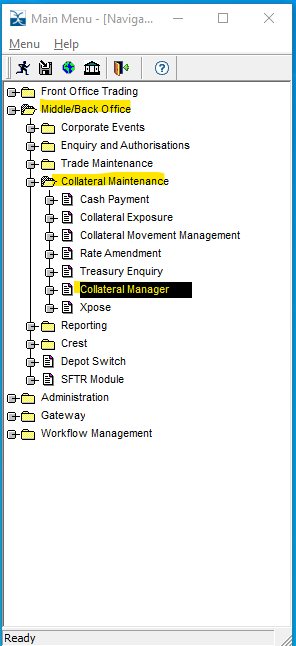 Main Menu - [Naviga...
Menu Help
Front Office Trading
Middle/Back Office
Corporate Events
Enquiry and Authorisations
Trade Maintenance
Collateral Maintenance
Cash Payment
Collateral Exposure
Collateral Movement Management
Rate Amendment
Treasury Enquiry
Collateral Manager
Xpose
Reporting
Crest
Depot Switch
SFTR Module
Administration
Gateway
Workflow Management
Ready